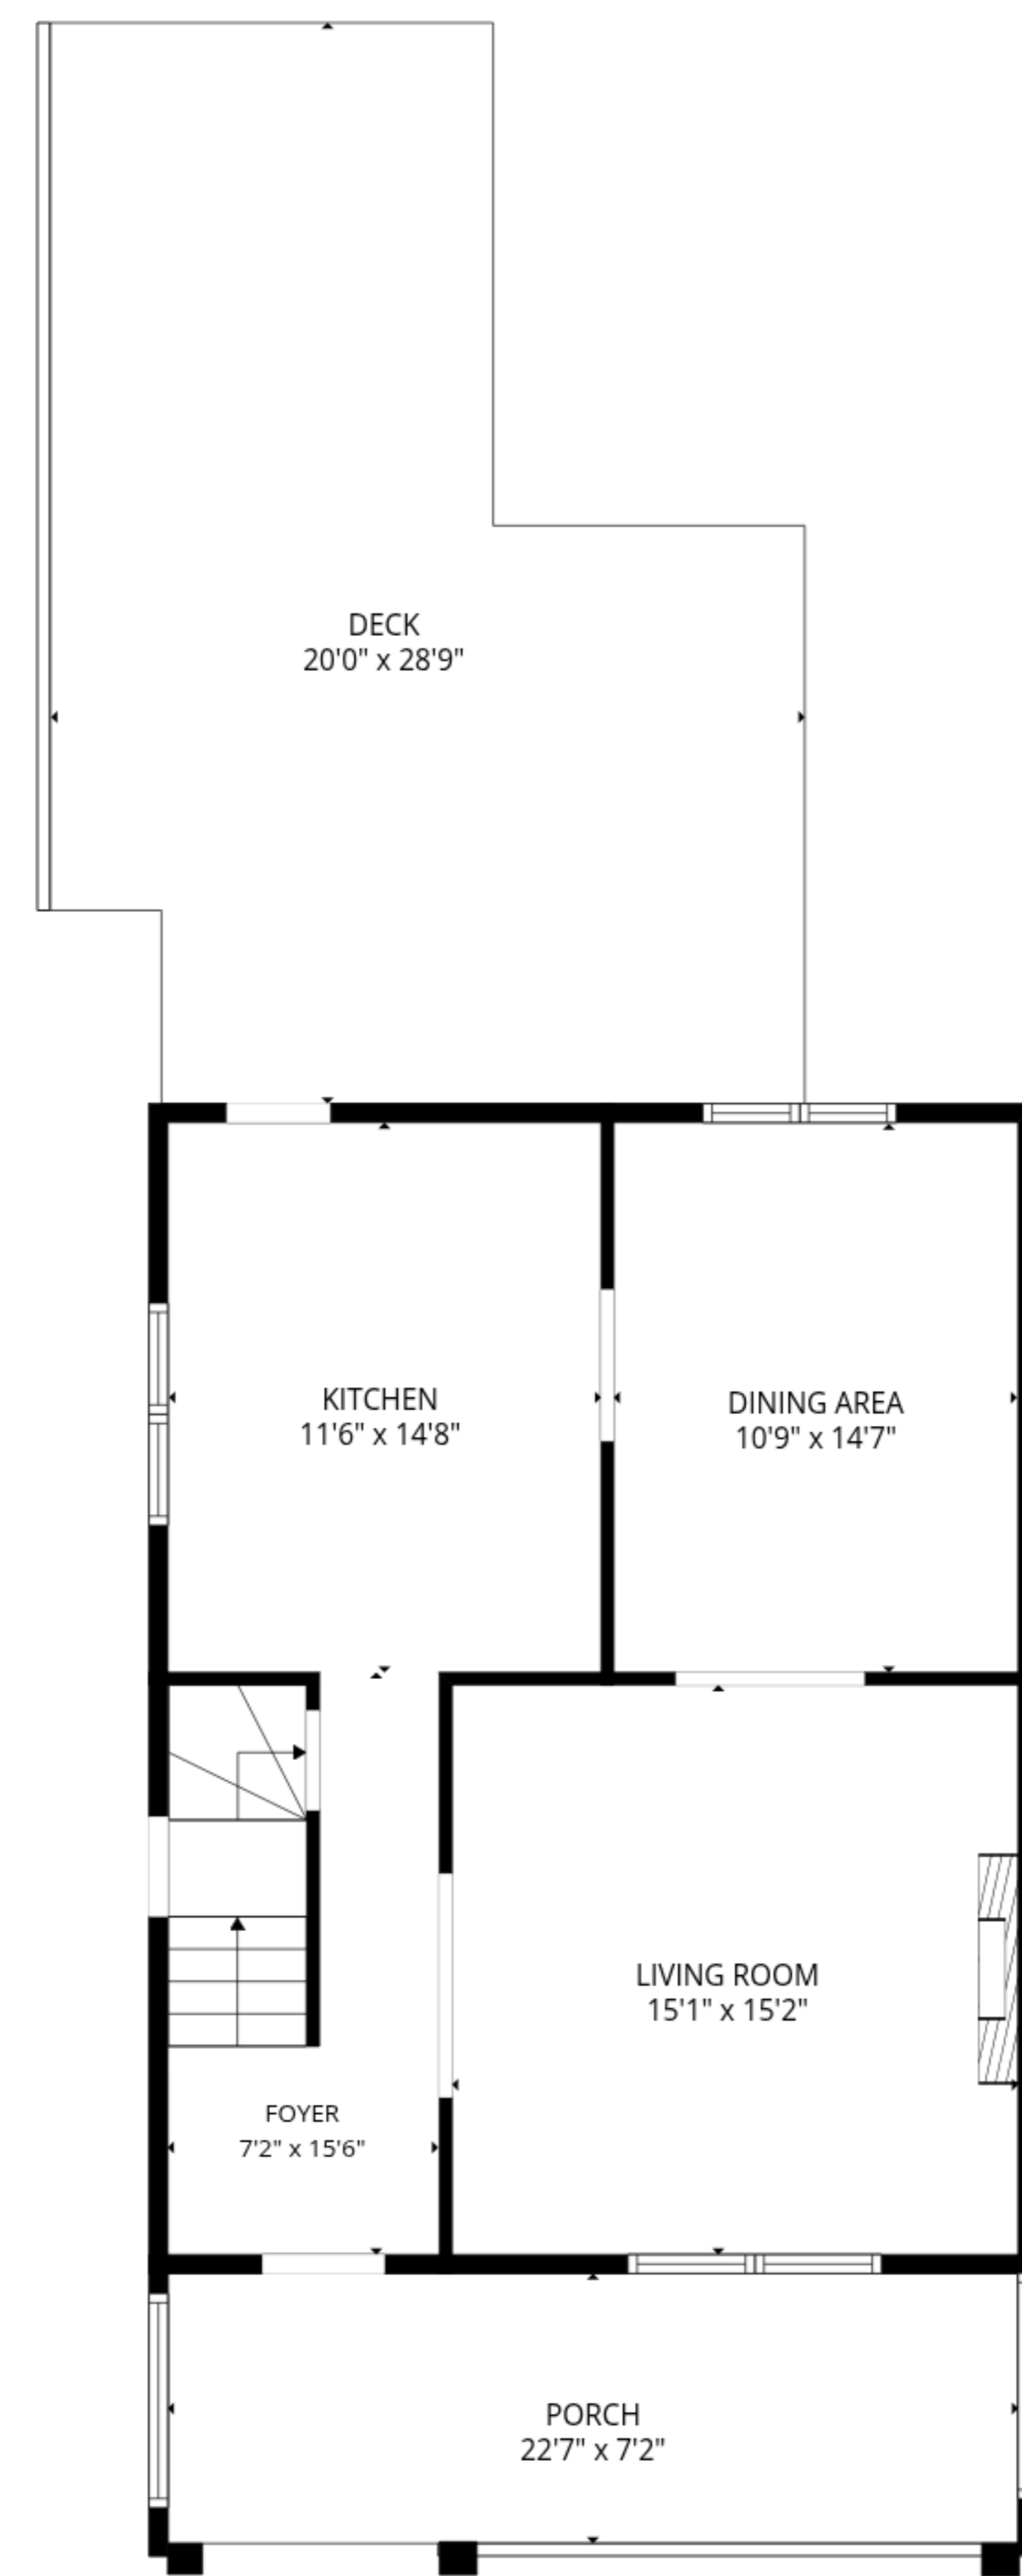 DECK
20'0" x 28'9"
KITCHEN
11'6" x 14'8"
DINING AREA
10'9" x 14'7"
LIVING ROOM
15'1" x 15'2"
FOYER
7'2" x 15'6"
PORCH
22'7" x 7'2"